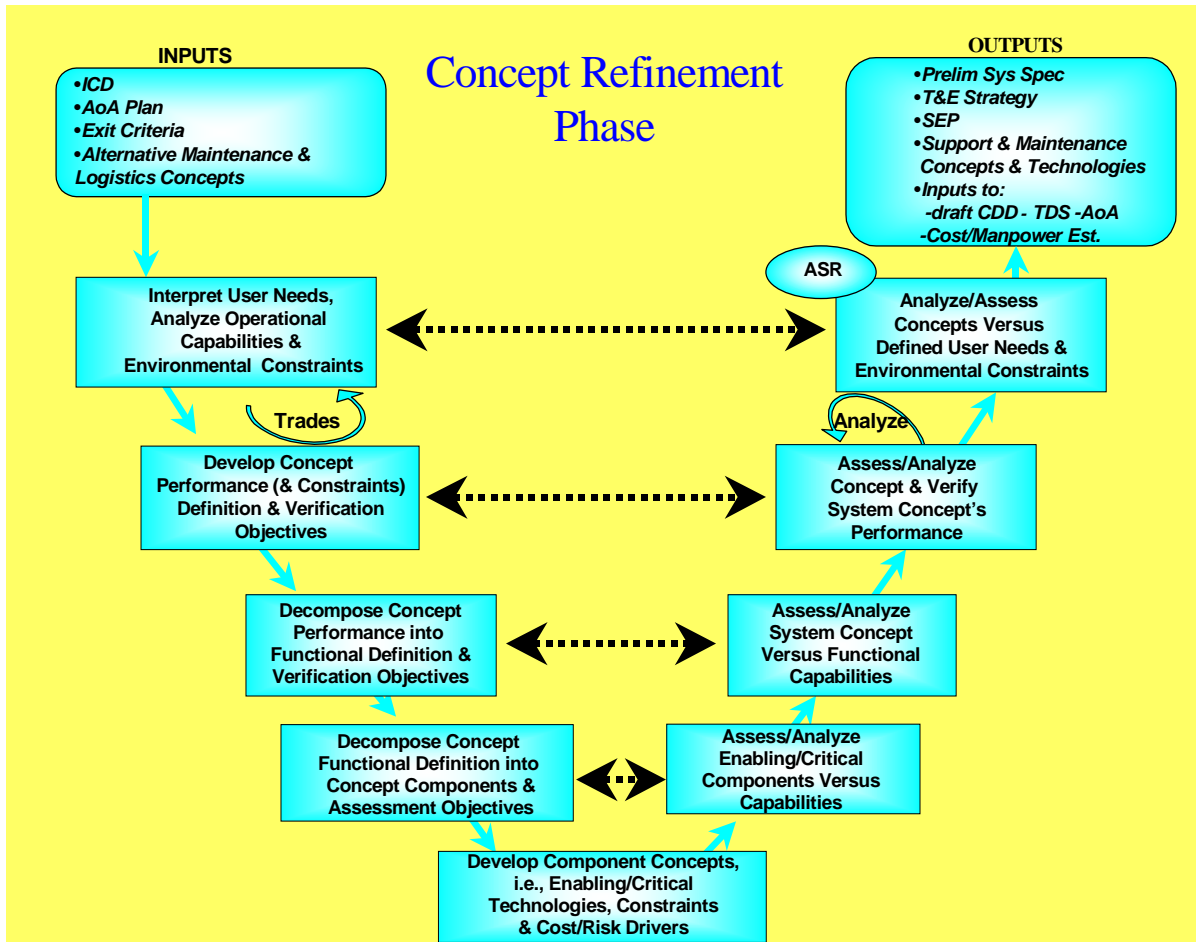 Concept Refinement
Phase
INPUTS
•ICD
•AoA Plan
•Exit Criteria
•Alternative Maintenance &
Logistics Concepts
OUTPUTS
•Prelim Sys Spec
•T&E Strategy
•SEP
•Support & Maintenance
Concepts & Technologies
•Inputs to:
-draft CDD - TDS -AoA
-Cost/Manpower Est.
ASR
Interpret User Needs,
Analyze Operational
Capabilities &
Environmental Constraints
Analyze/Assess
Concepts Versus
Defined User Needs &
Environmental Constraints
Trades
Analyze
Develop Concept
Performance (& Constraints)
Definition & Verification
Objectives
Assess/Analyze
Concept & Verify
System Concept's
Performance
Decompose Concept
Performance into
Functional Definition &
Verification Objectives
Assess/Analyze
System Concept
Versus Functional
Capabilities
Decompose Concept
Functional Definition into
Concept Components &
Assessment Objectives
Assess/Analyze
Enabling/Critical
Components Versus
Capabilities
Develop Component Concepts,
i.e., Enabling/Critical
Technologies, Constraints
& Cost/Risk Drivers